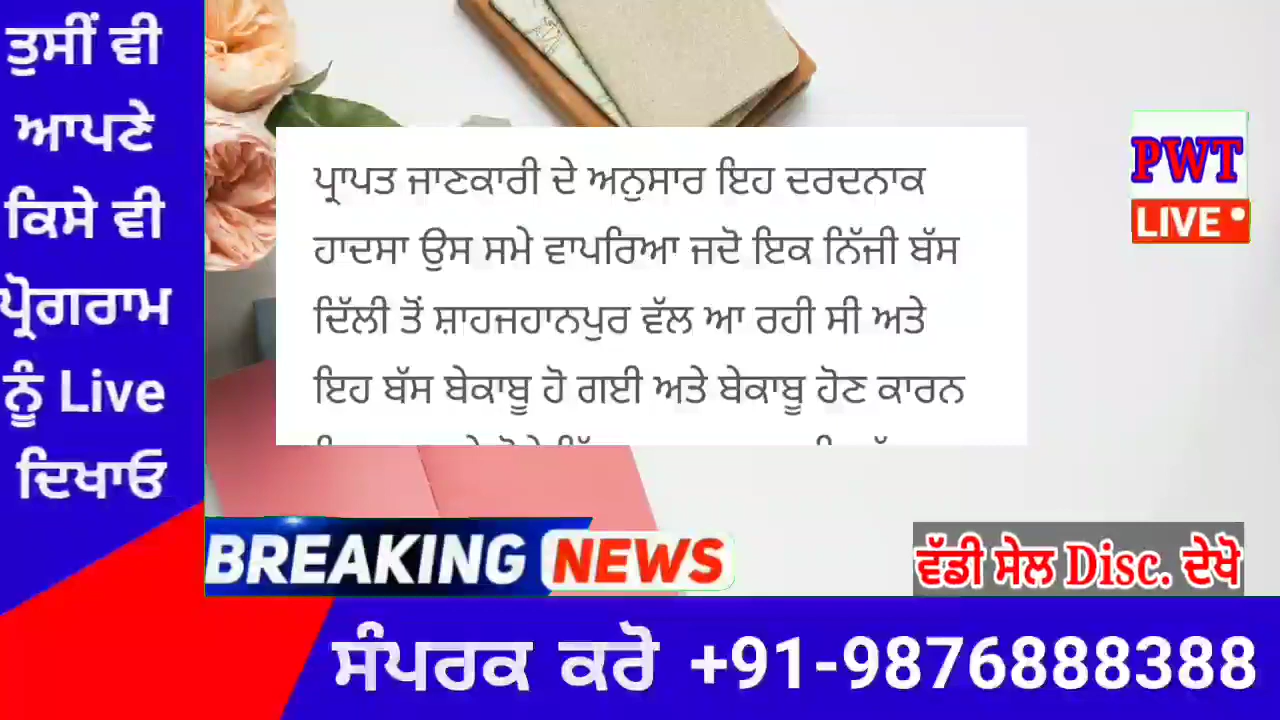 ਤੁਸੀਂ ਵੀ
ਆਪਣੇ
ਕਿਸੇ ਵੀ
ਪ੍ਰੋਗਰਾਮ
ਨੂੰ Live
ਦਿਖਾਓ
ਪ੍ਰਾਪਤ ਜਾਣਕਾਰੀ ਦੇ ਅਨੁਸਾਰ ਇਹ ਦਰਦਨਾਕ
ਹਾਦਸਾ ਉਸ ਸਮੇ ਵਾਪਰਿਆ ਜਦੋ ਇਕ ਨਿੱਜੀ ਬੱਸ
ਦਿੱਲੀ ਤੋਂ ਸ਼ਾਹਜਹਾਨਪੁਰ ਵੱਲ ਆ ਰਹੀ ਸੀ ਅਤੇ
ਇਹ ਬੱਸ ਬੇਕਾਬੂ ਹੋ ਗਈ ਅਤੇ ਬੇਕਾਬੂ ਹੋਣ ਕਾਰਨ
PWT
LIVE
BREAKING NEWS
ਵੱਡੀ ਸੇਲ Disc. ਦੇਖੋ
ਸੰਪਰਕ ਕਰੋ +91-9876888388